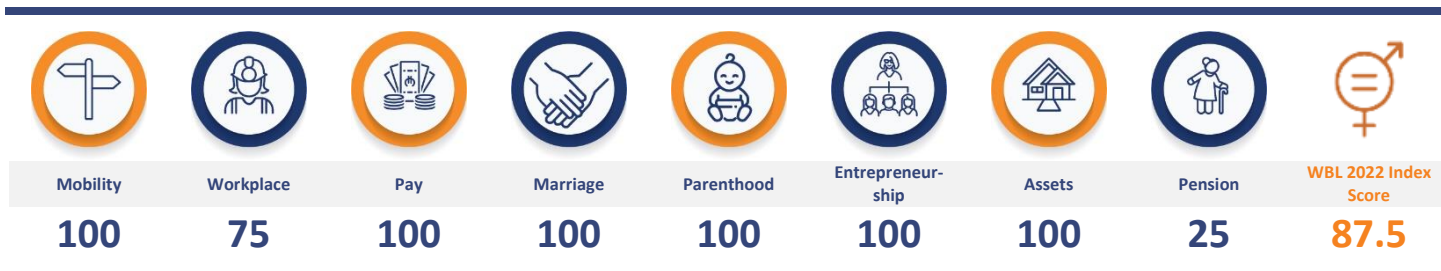 Mobility
Workplace
Pay
Marriage
Parenthood
Entrepreneur-
ship
Assets
Pension
WBL 2022 Index
Score
100
75
100
100
100
100
100
25
87.5